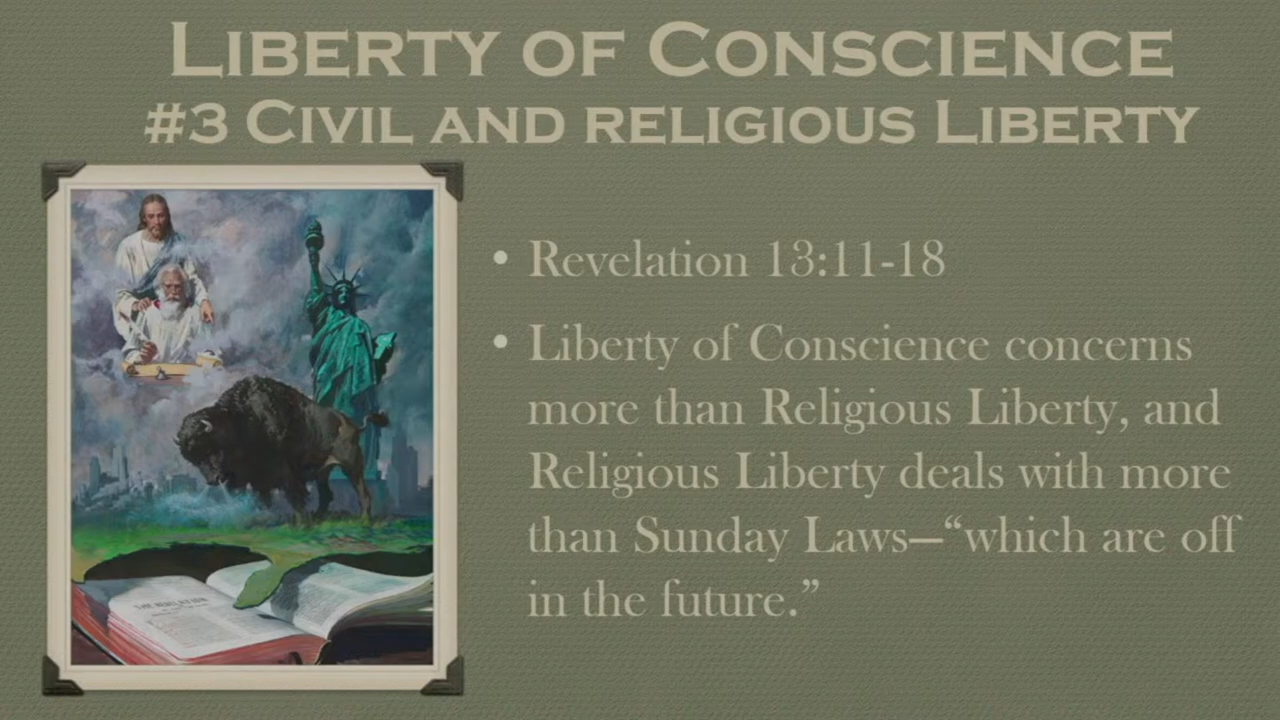 Liberty of Conscience
#3 Civil and religious Liberty
• Revelation 13:11-18
• Liberty of Conscience concerns
more than Religious Liberty, and
Religious Liberty deals with more
than Sunday Laws—“which are off
in the future.”